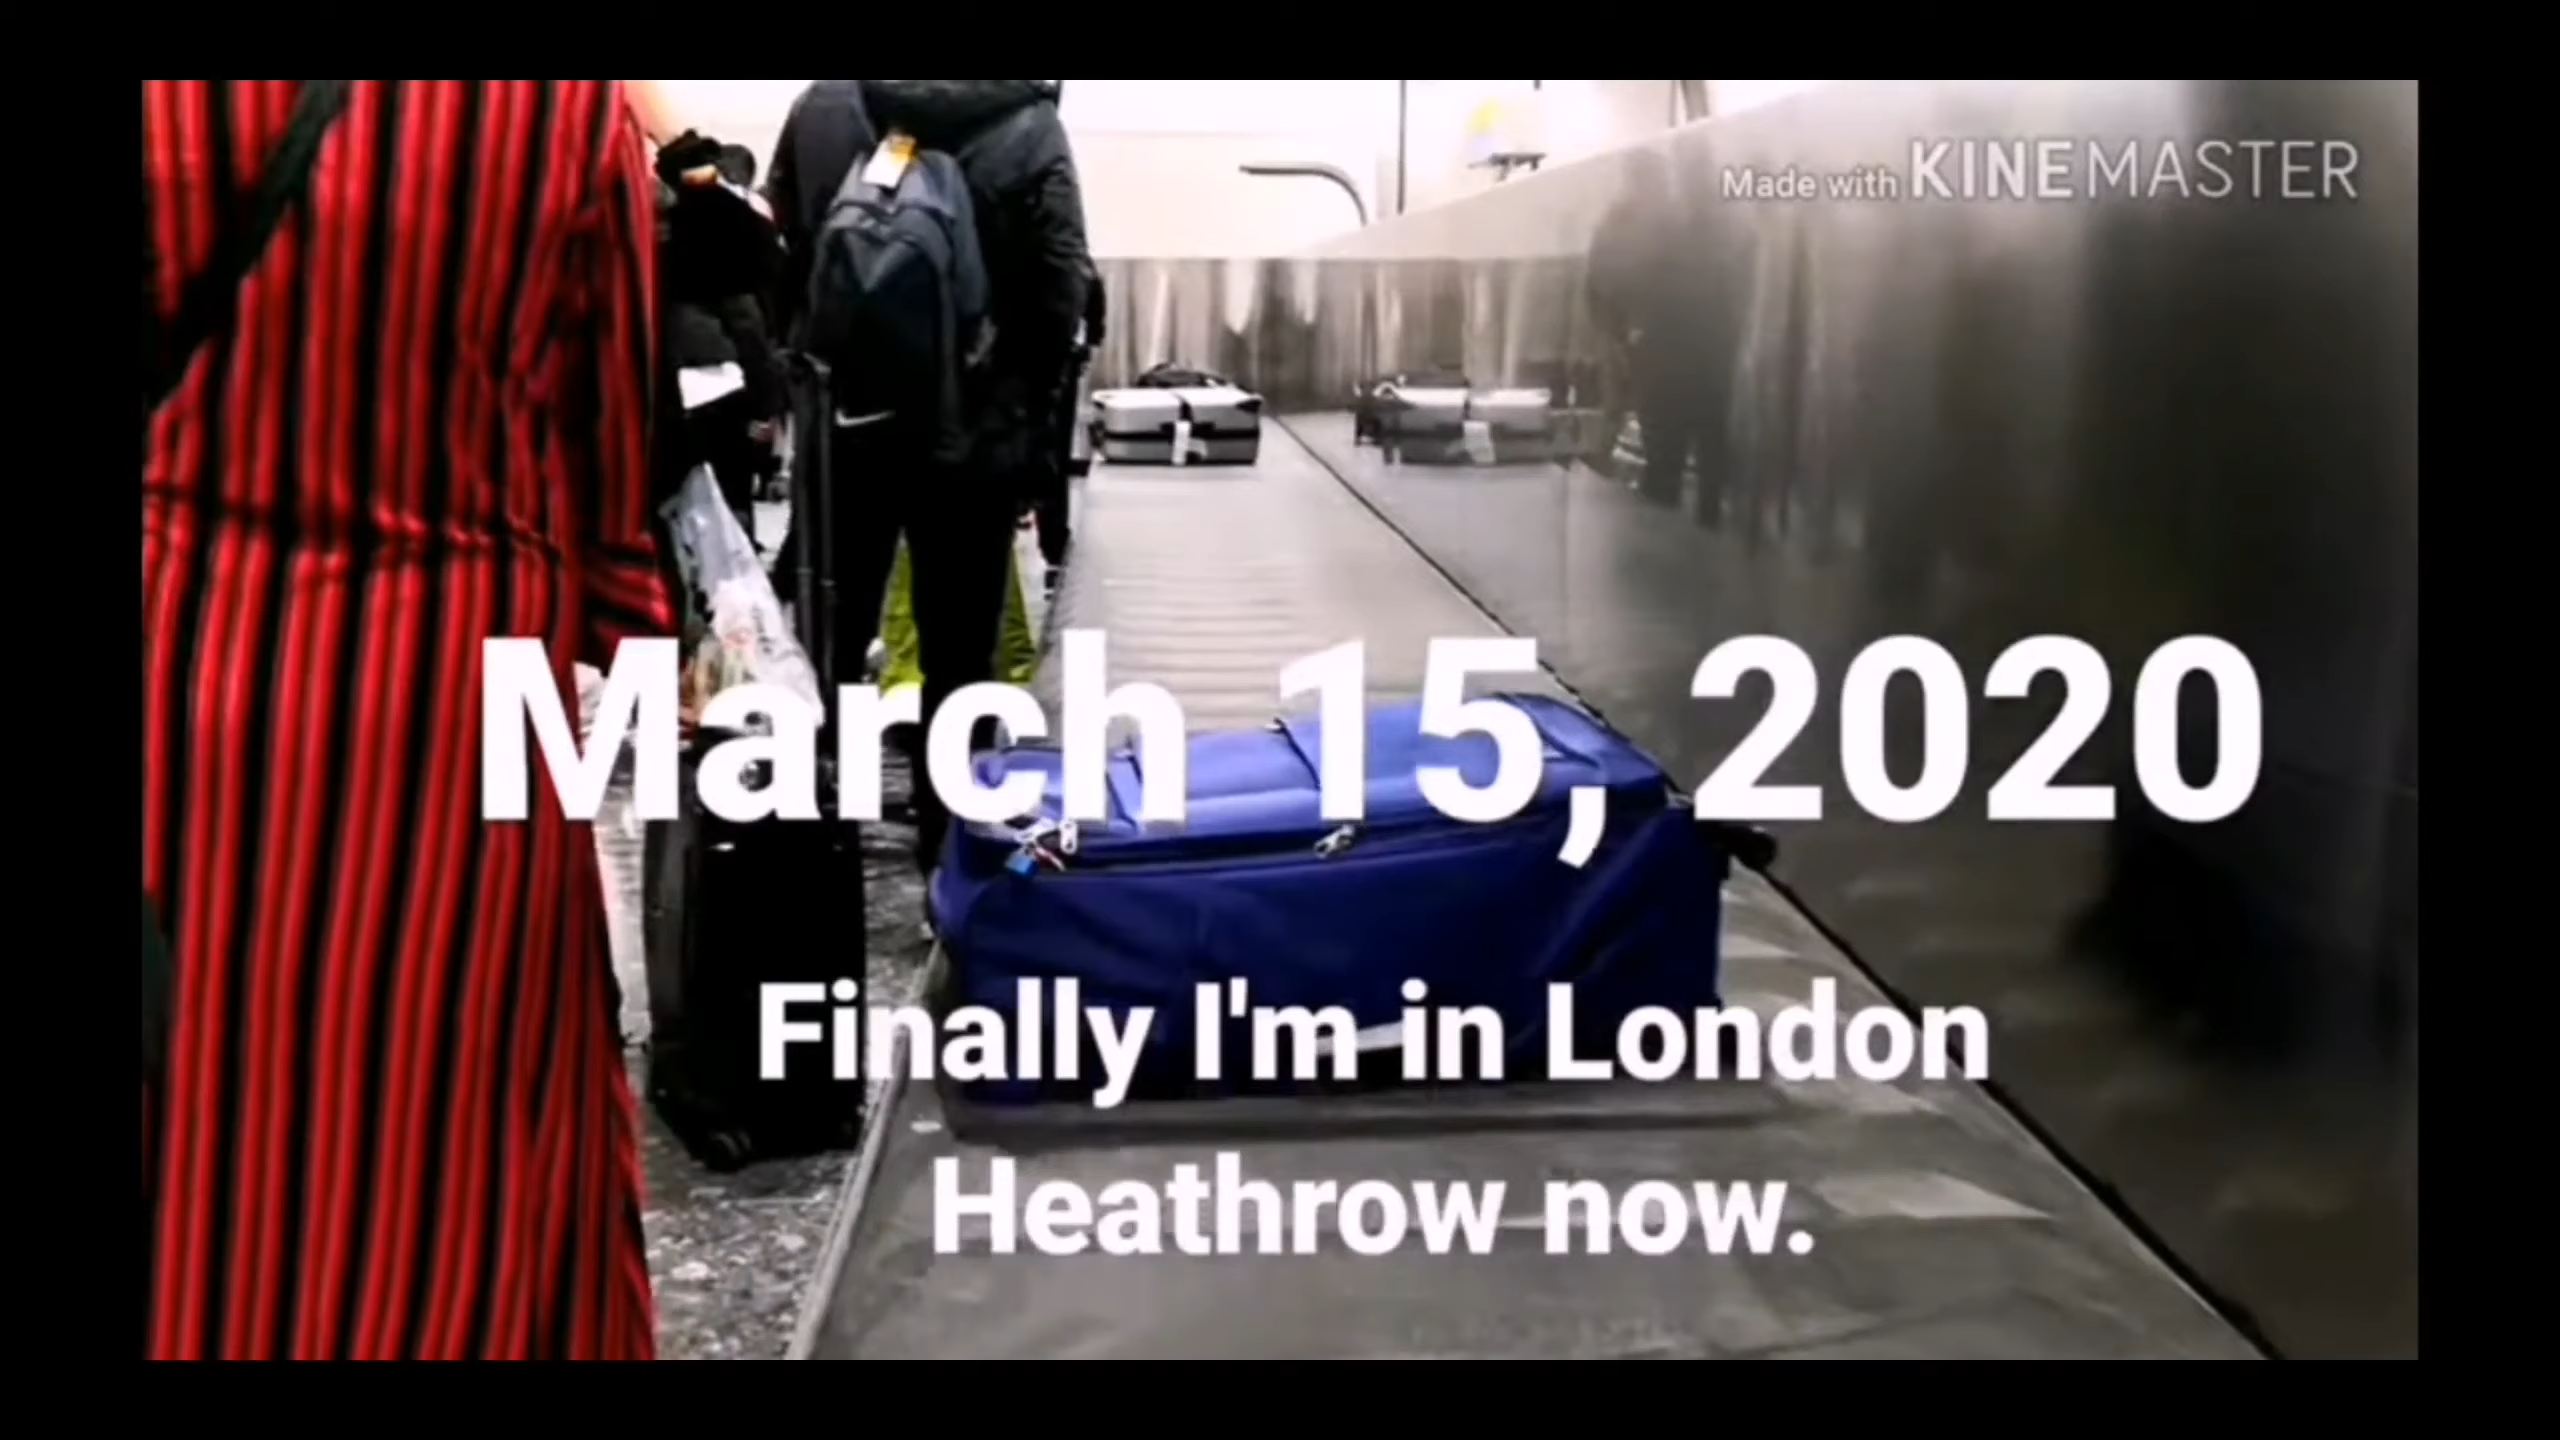 Made with KINEMASTER
March 15, 2020
Finally I'm in London
Heathrow now.